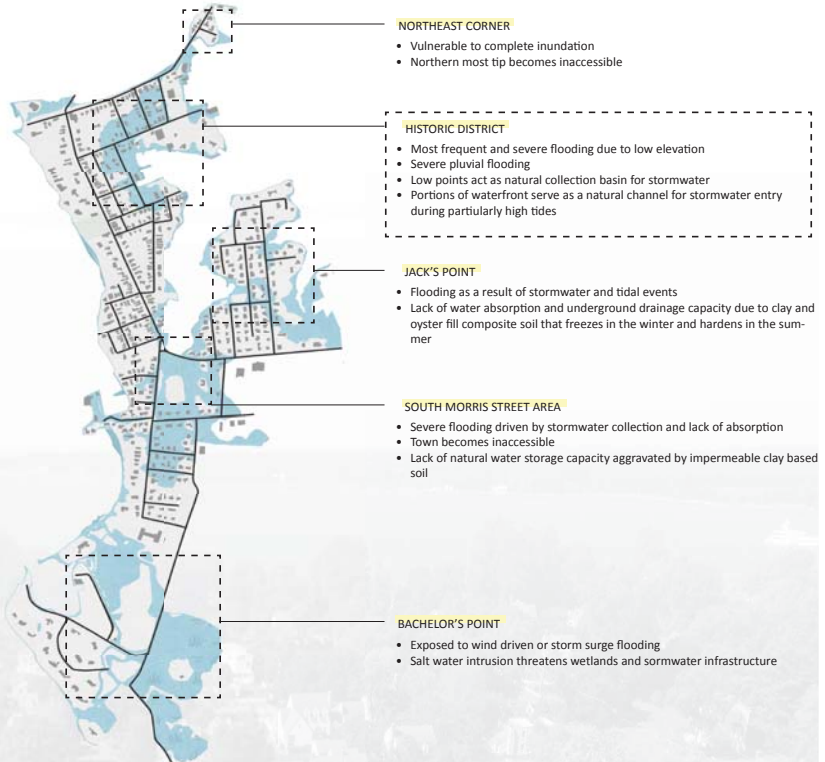 NORTHEAST CORNER
• Vulnerable to complete inundation
• Northern most tip becomes inaccessible
HISTORIC DISTRICT
• Most frequent and severe flooding due to low elevation
• Severe pluvial flooding
• Low points act as natural collection basin for stormwater
• Portions of waterfront serve as a natural channel for stormwater entry
during partiularly high tides
JACK'S POINT
• Flooding as a result of stormwater and tidal events
• Lack of water absorption and underground drainage capacity due to clay and
oyster fill composite soil that freezes in the winter and hardens in the sum-
mer
SOUTH MORRIS STREET AREA
• Severe flooding driven by stormwater collection and lack of absorption
• Town becomes inaccessible
• Lack of natural water storage capacity aggravated by impermeable clay based
soil
BACHELOR'S POINT
• Exposed to wind driven or storm surge flooding
• Salt water intrusion threatens wetlands and sormwater infrastructure